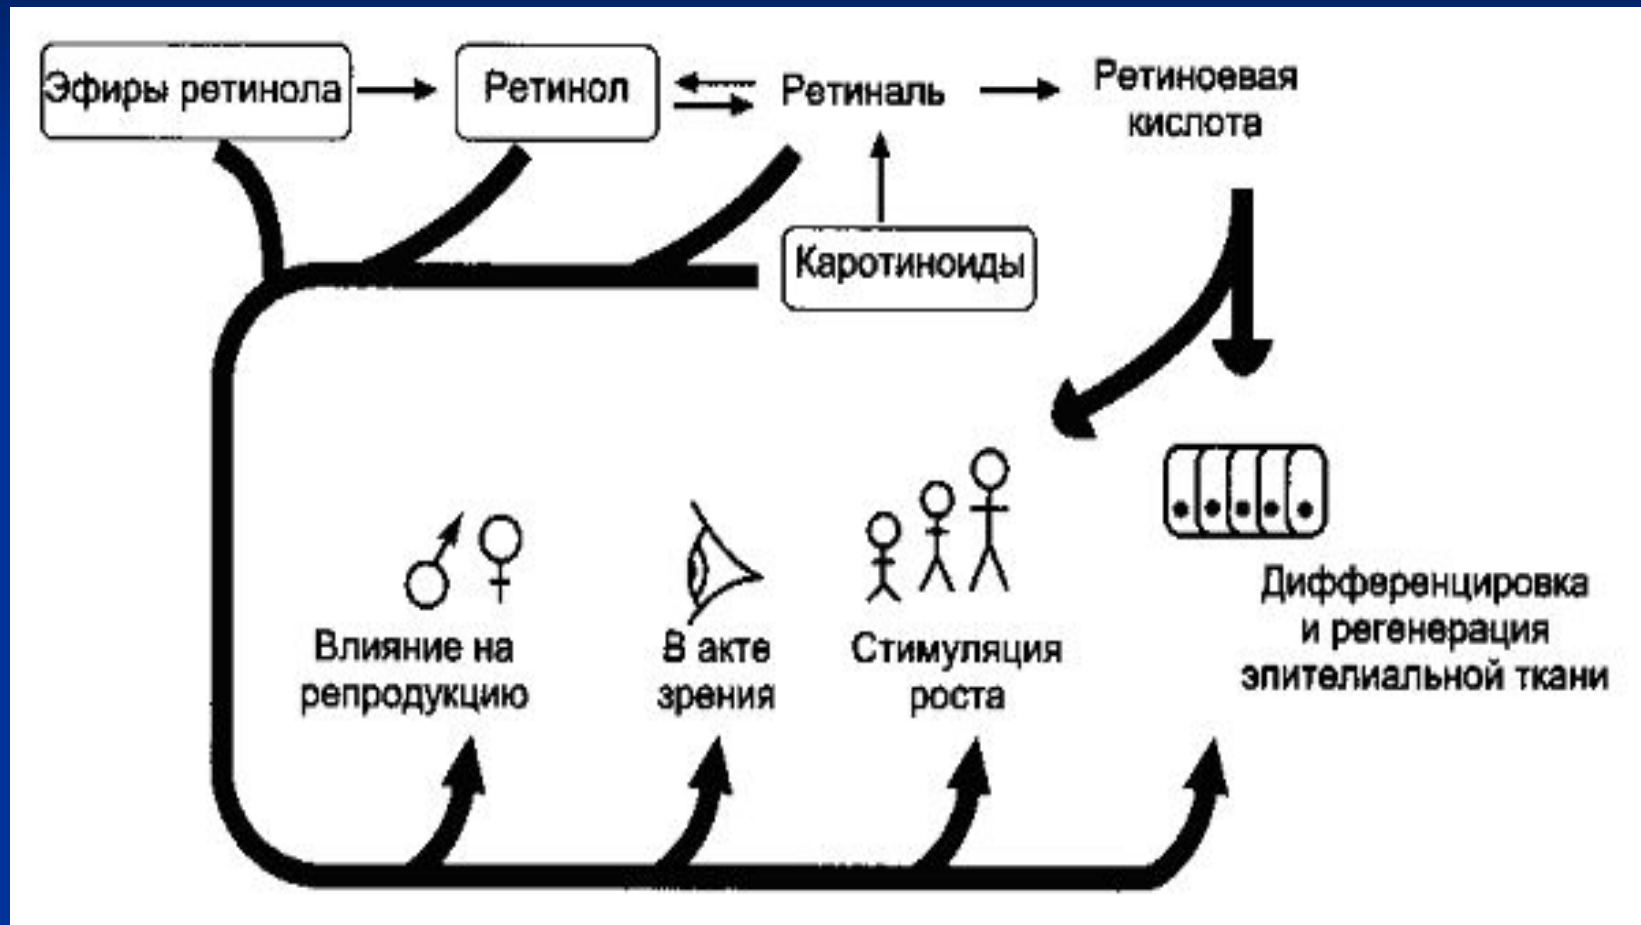 Эфиры ретинола
Ретинол
Ретиналь
Ретиноевая
кислота
Каротиноиды
Влияние на
репродукцию
В акте
зрения
Стимуляция
роста
Дифференцировка
и регенерация
эпителиальной ткани